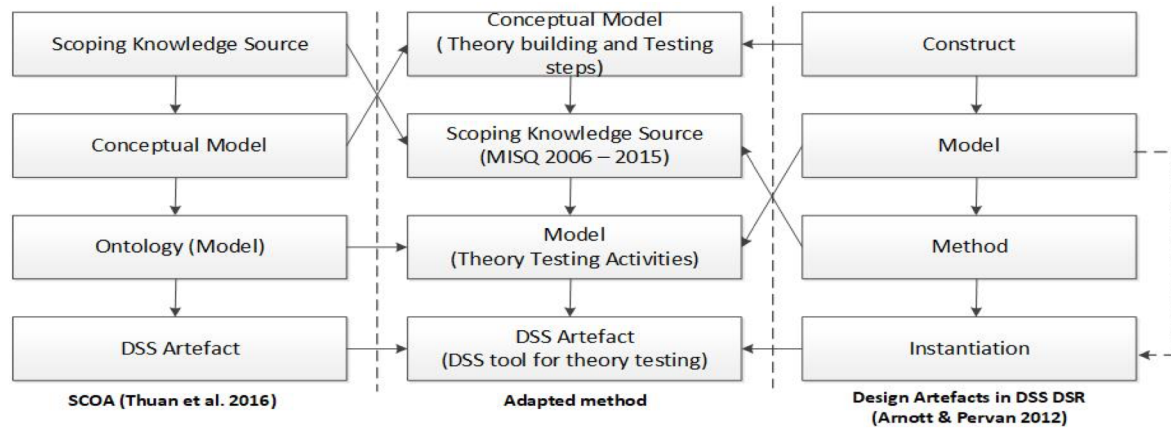 Scoping Knowledge Source
Conceptual Model
Ontology (Model)
DSS Artefact
SCOA (Thuan et al. 2016)
Conceptual Model
( Theory building and Testing
steps)
Scoping Knowledge Source
(MISQ 2006 – 2015)
Model
(Theory Testing Activities)
DSS Artefact
(DSS tool for theory testing)
Adapted method
Construct
Model
Method
Instantiation
Design Artefacts in DSS DSR
(Arnott & Pervan 2012)